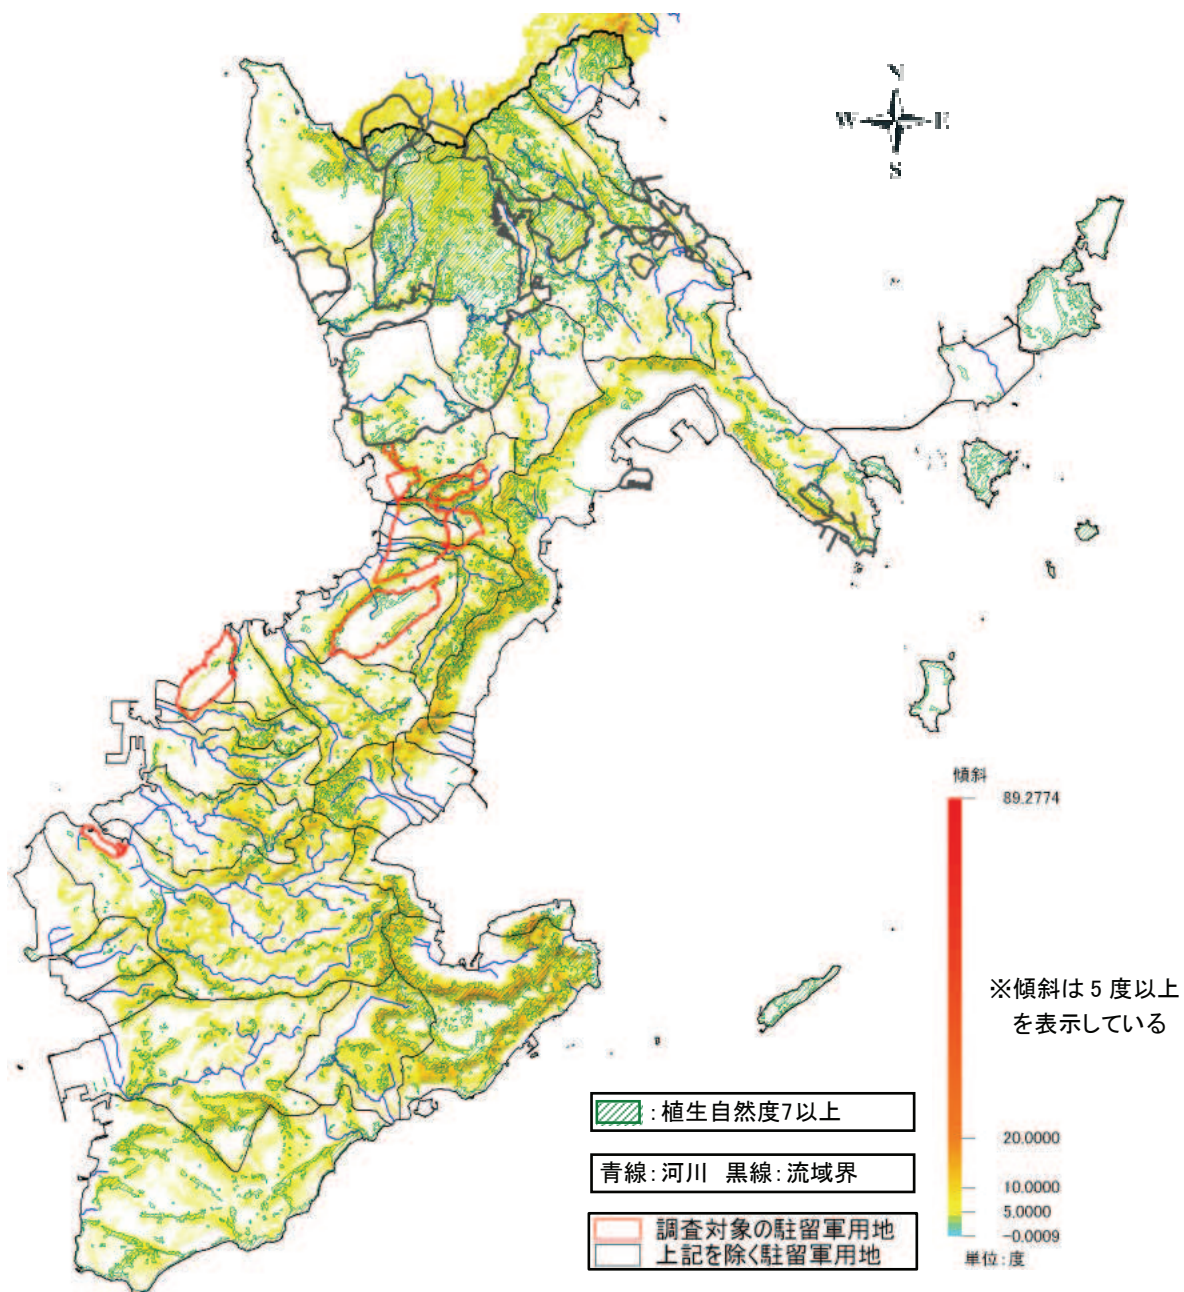 N
W E
S
傾斜
89.2774
※傾斜は5度以上
を表示している
20.0000
10.0000
5.0000
-0.0009
単位:度
:植生自然度7以上
青線:河川 黒線:流域界
調査対象の駐留軍用地
上記を除く駐留軍用地